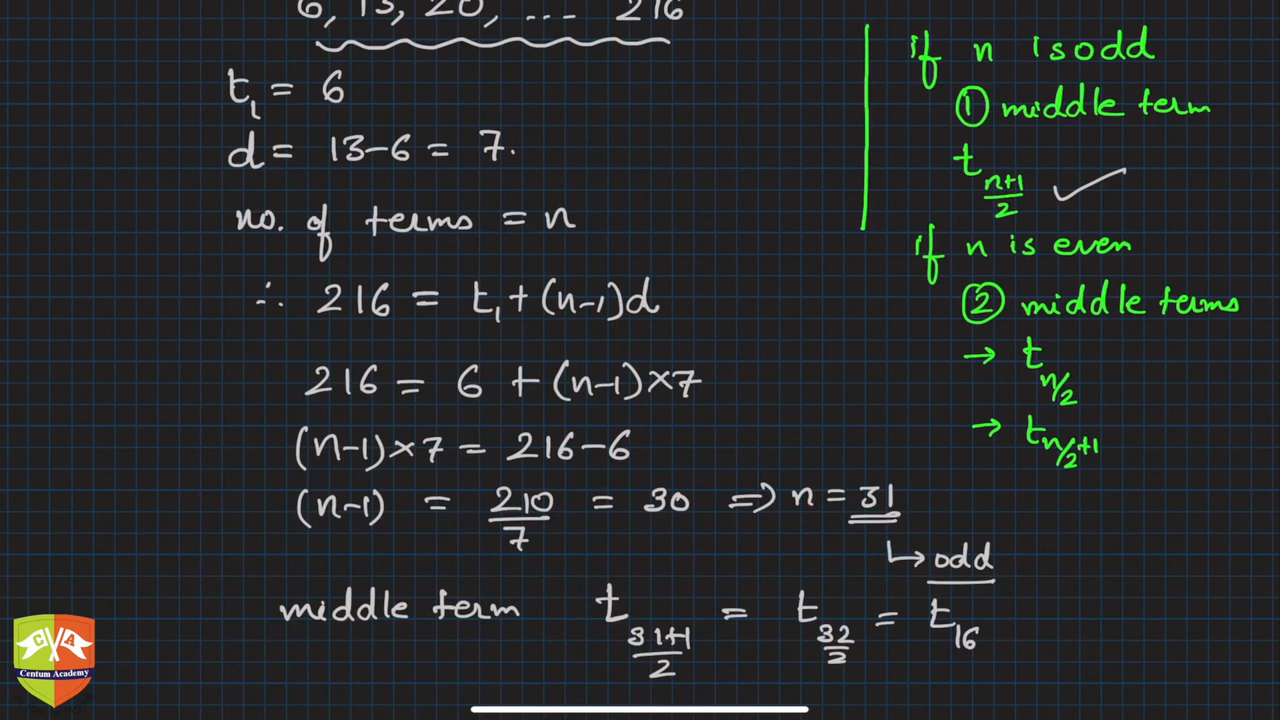 6, 13, 20, ... 216
t₁ = 6
d = 13-6 = 7.
no. of terms = n
∴ 216 = t₁ + (n-1)d
216 = 6 + (n-1)×7
(n-1)×7 = 216-6
(n-1) = 210/7 = 30 => n = 31
↳ odd
middle term t_(31+1)/2 = t_32/2 = t₁₆
if n is odd
① middle term
t_(n+1)/2 ✓
if n is even
② middle terms
→ t_n/2
→ t_n/2+1
C A
Centum Academy